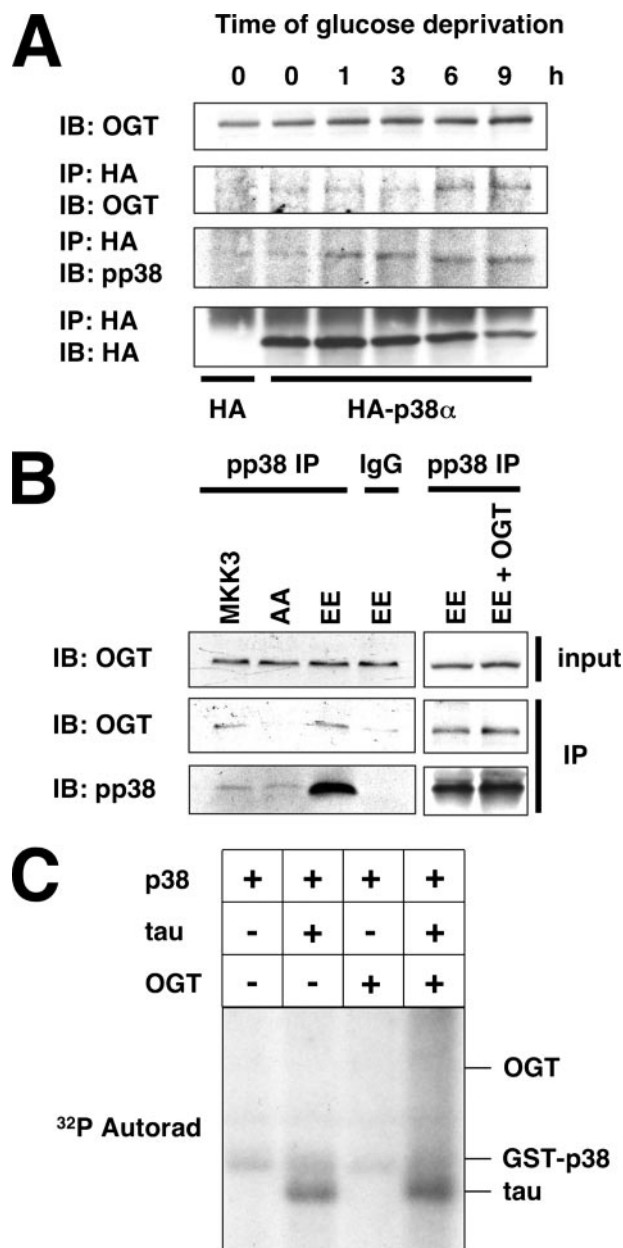 A
Time of glucose deprivation
0 0 1 3 6 9 h
IB: OGT
IP: HA
IB: OGT
IP: HA
IB: pp38
IP: HA
IB: HA
HA HA-p38α
B
pp38 IP IgG pp38 IP
MKK3 AA EE EE EE EE + OGT
IB: OGT input
IB: OGT
IP
IB: pp38
C
p38 + + + +
tau - + - +
OGT - - + +
OGT
³²P Autorad
GST-p38
tau